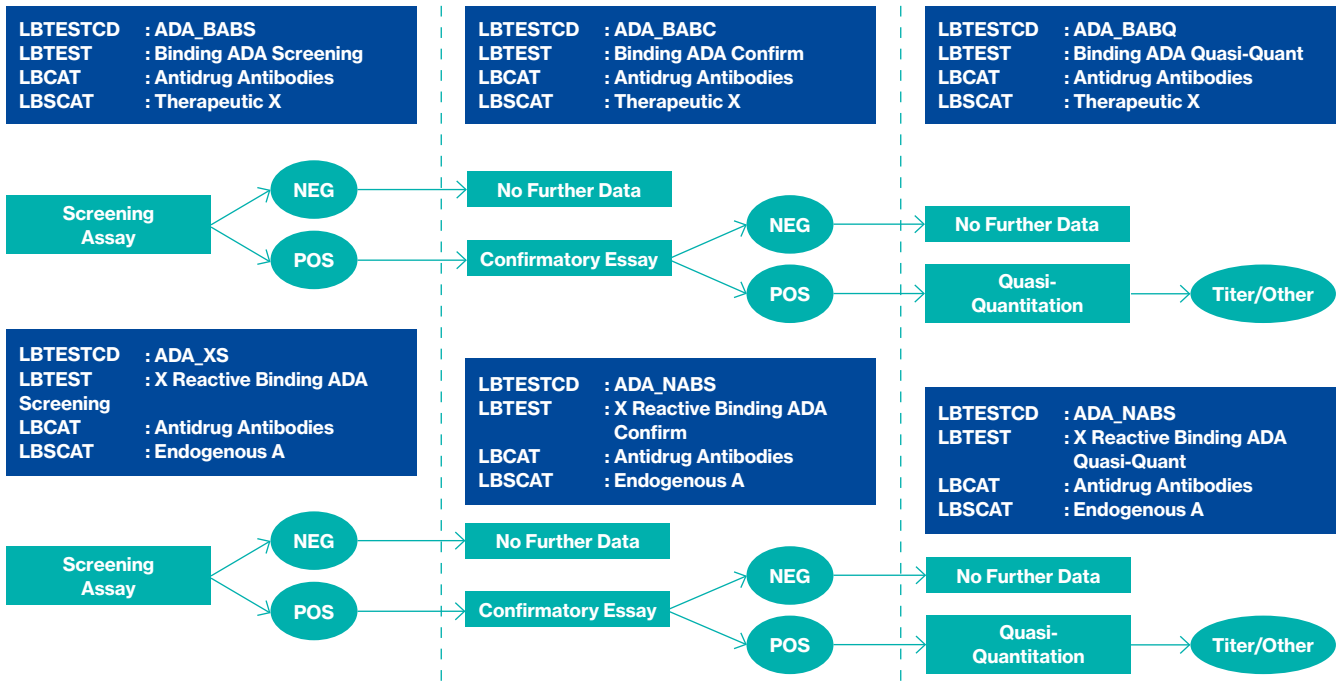 LBTESTCD : ADA_BABS
LBTEST : Binding ADA Screening
LBCAT : Antidrug Antibodies
LBSCAT : Therapeutic X
LBTESTCD : ADA_BABC
LBTEST : Binding ADA Confirm
LBCAT : Antidrug Antibodies
LBSCAT : Therapeutic X
LBTESTCD : ADA_BABQ
LBTEST : Binding ADA Quasi-Quant
LBCAT : Antidrug Antibodies
LBSCAT : Therapeutic X
Screening
Assay
NEG
POS
No Further Data
Confirmatory Essay
NEG
POS
No Further Data
Quasi-
Quantitation
Titer/Other
LBTESTCD : ADA_XS
LBTEST : X Reactive Binding ADA
Screening
LBCAT : Antidrug Antibodies
LBSCAT : Endogenous A
LBTESTCD : ADA_NABS
LBTEST : X Reactive Binding ADA
Confirm
LBCAT : Antidrug Antibodies
LBSCAT : Endogenous A
LBTESTCD : ADA_NABS
LBTEST : X Reactive Binding ADA
Quasi-Quant
LBCAT : Antidrug Antibodies
LBSCAT : Endogenous A
Screening
Assay
NEG
POS
No Further Data
Confirmatory Essay
NEG
POS
No Further Data
Quasi-
Quantitation
Titer/Other